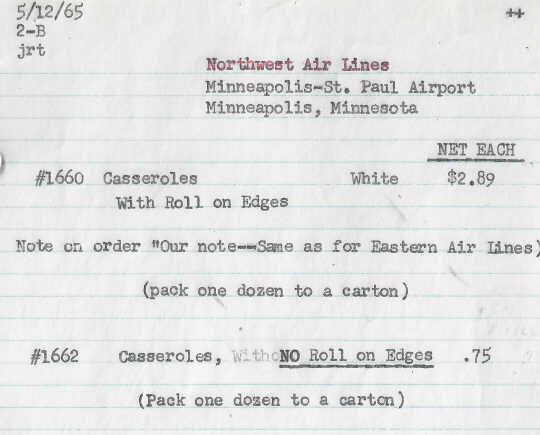 5/12/65 ++
2-B
jrt
Northwest Air Lines
Minneapolis-St. Paul Airport
Minneapolis, Minnesota
NET EACH
#1660 Casseroles White $2.89
With Roll on Edges
Note on order "Our note--Same as for Eastern Air Lines)
(pack one dozen to a carton)
#1662 Casseroles, Witho NO Roll on Edges .75
(Pack one dozen to a carton)